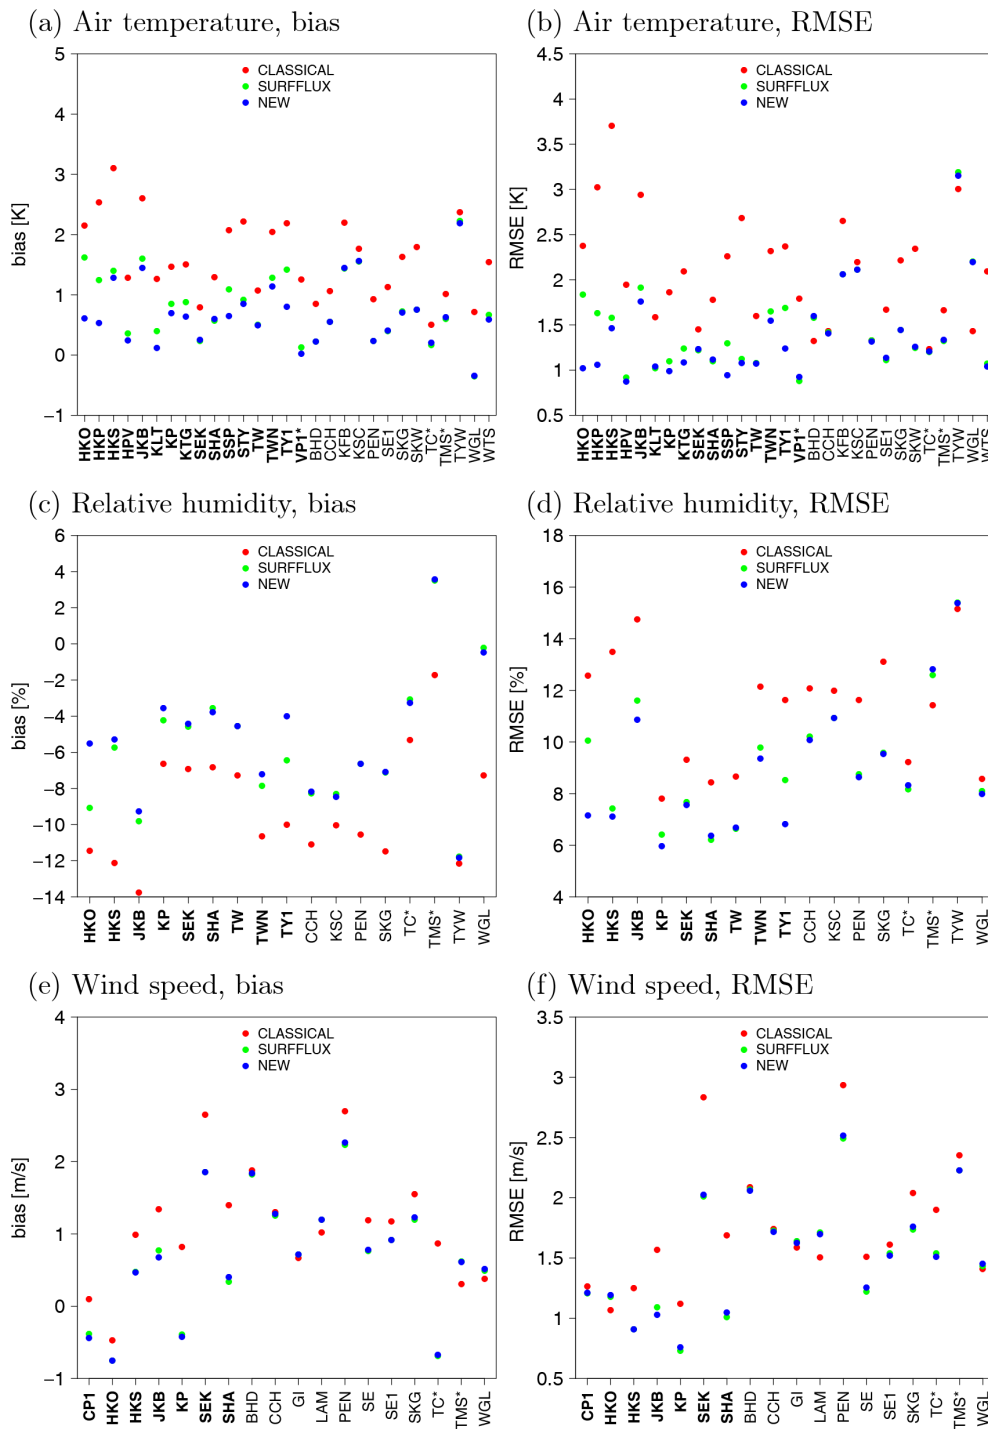 (a) Air temperature, bias
5
4
3
2
1
0
−1
bias [K]
CLASSICAL
SURFFLUX
NEW
HKO HKP HKS HPV JKB KLT KP KTG SEK SHA SSP STY TW TWN TY1 VP1* BHD CCH KFB KSC PEN SE1 SKG SKW TC* TMS* TYW WGL WTS
(b) Air temperature, RMSE
4.5
4
3.5
3
2.5
2
1.5
1
0.5
RMSE [K]
CLASSICAL
SURFFLUX
NEW
HKO HKP HKS HPV JKB KLT KP KTG SEK SHA SSP STY TW TWN TY1 VP1* BHD CCH KFB KSC PEN SE1 SKG SKW TC* TMS* TYW WGL WTS
(c) Relative humidity, bias
6
4
2
0
−2
−4
−6
−8
−10
−12
−14
bias [%]
CLASSICAL
SURFFLUX
NEW
HKO HKS JKB KP SEK SHA TW TWN TY1 CCH KSC PEN SKG TC* TMS* TYW WGL
(d) Relative humidity, RMSE
18
16
14
12
10
8
6
4
RMSE [%]
CLASSICAL
SURFFLUX
NEW
HKO HKS JKB KP SEK SHA TW TWN TY1 CCH KSC PEN SKG TC* TMS* TYW WGL
(e) Wind speed, bias
4
3
2
1
0
−1
bias [m/s]
CLASSICAL
SURFFLUX
NEW
CP1 HKO HKS JKB KP SEK SHA BHD CCH GI LAM PEN SE SE1 SKG TC* TMS* WGL
(f) Wind speed, RMSE
3.5
3
2.5
2
1.5
1
0.5
RMSE [m/s]
CLASSICAL
SURFFLUX
NEW
CP1 HKO HKS JKB KP SEK SHA BHD CCH GI LAM PEN SE SE1 SKG TC* TMS* WGL